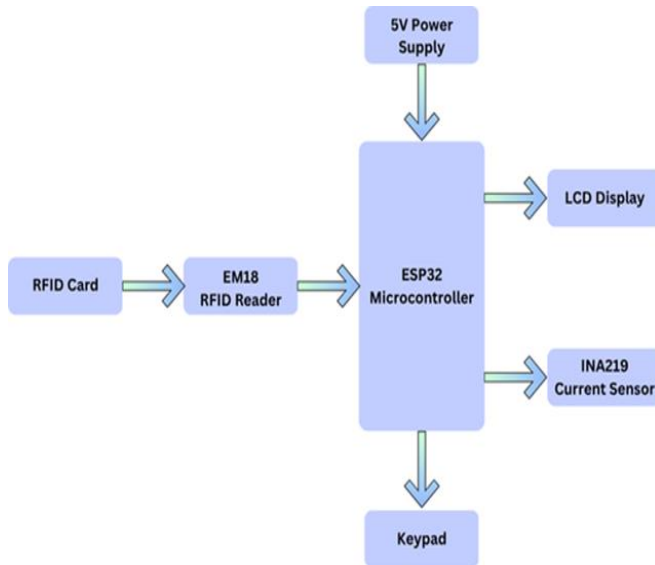 5V Power
Supply
LCD Display
RFID Card
EM18
RFID Reader
ESP32
Microcontroller
INA219
Current Sensor
Keypad